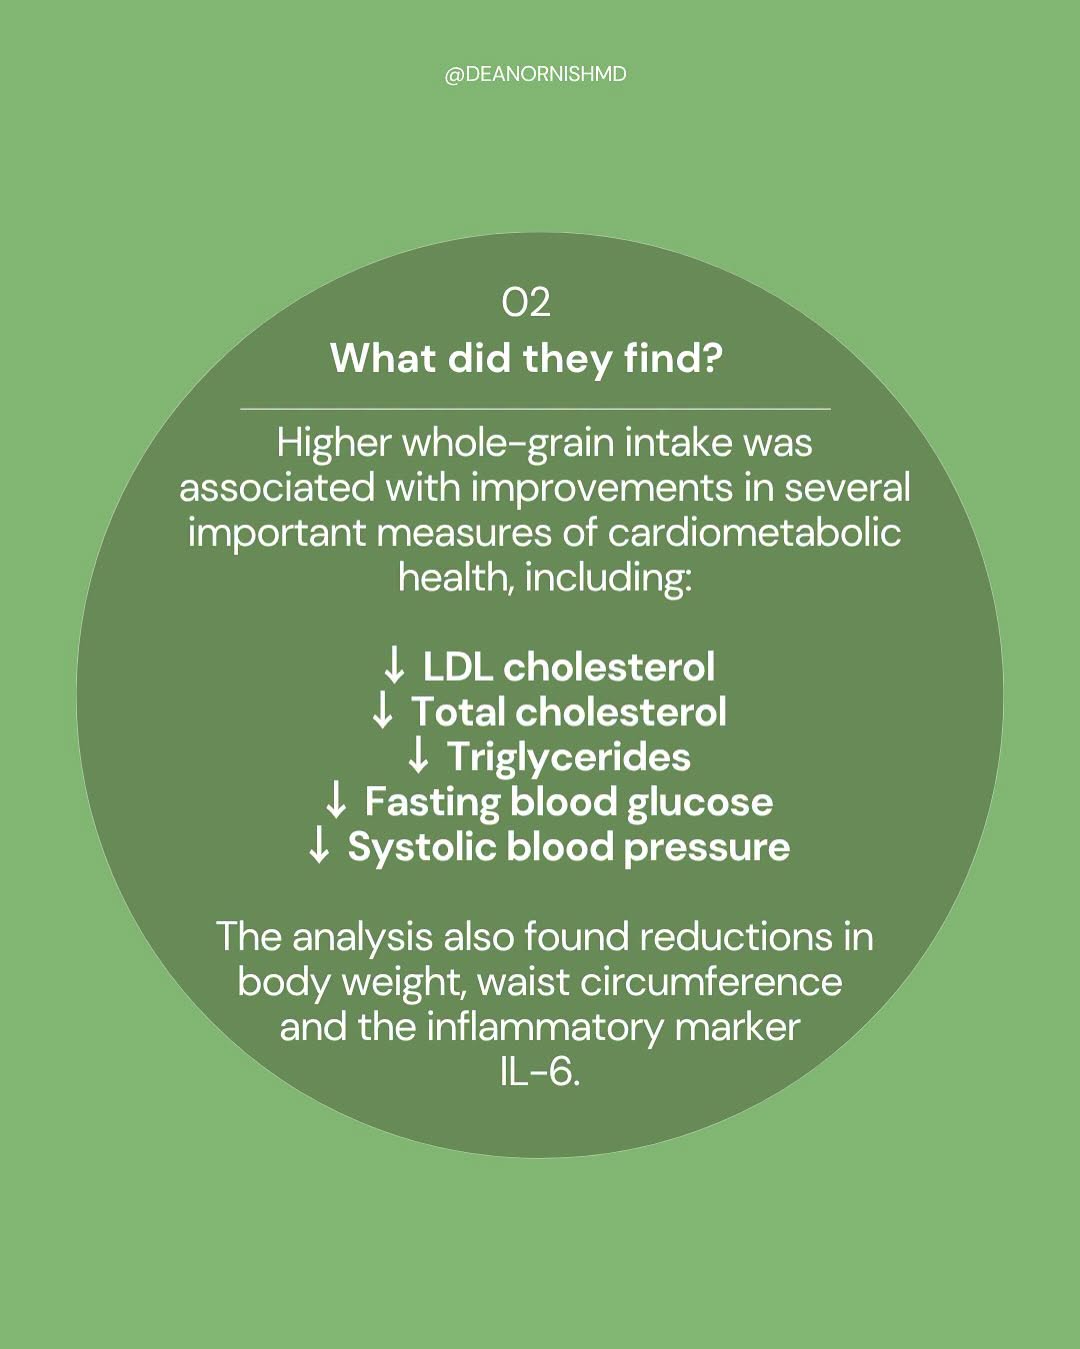 @DEANORNISHMD
02
What did they find?
Higher whole-grain intake was
associated with improvements in several
important measures of cardiometabolic
health, including:
↓ LDL cholesterol
↓ Total cholesterol
↓ Triglycerides
↓ Fasting blood glucose
↓ Systolic blood pressure
The analysis also found reductions in
body weight, waist circumference
and the inflammatory marker
IL-6.